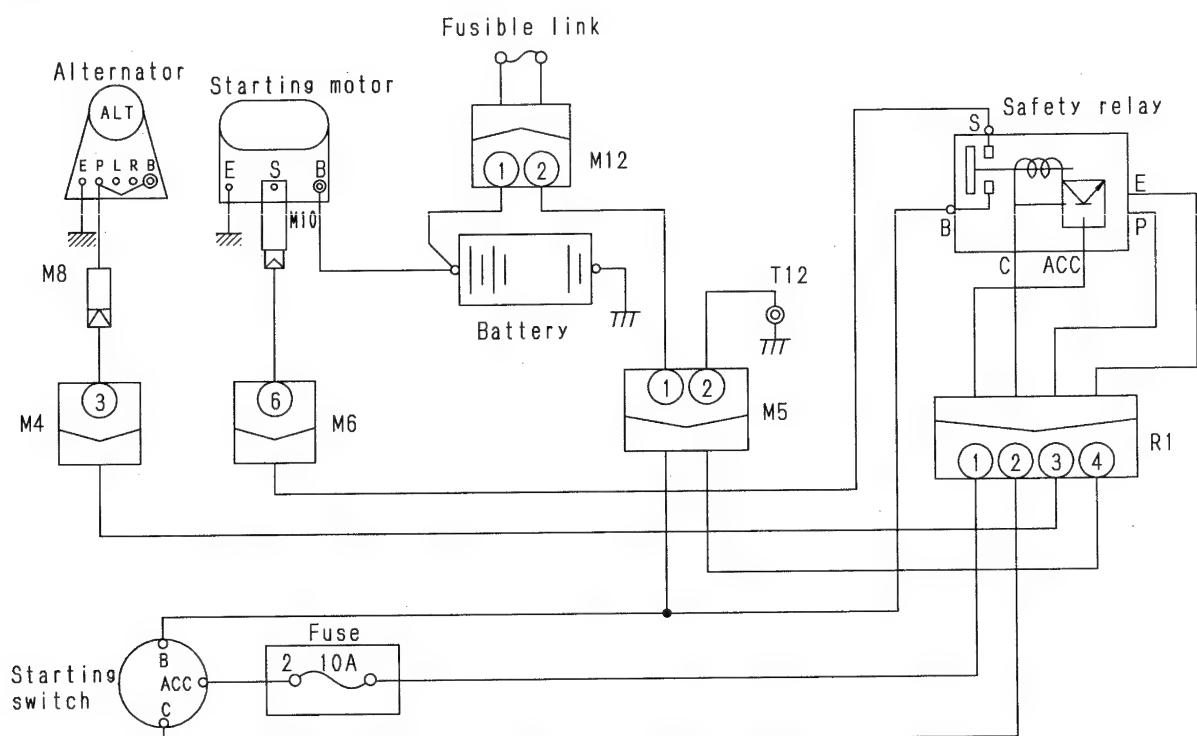 Fusible link
Alternator
Starting motor
Safety relay
ALT
S
E P L R B
E S B
1 2
M12
E
M10
B
P
C ACC
M8
T12
Battery
3
6
1 2
M4
M6
M5
R1
1 2 3 4
Fuse
B
2 10A
Starting
switch
ACC
C